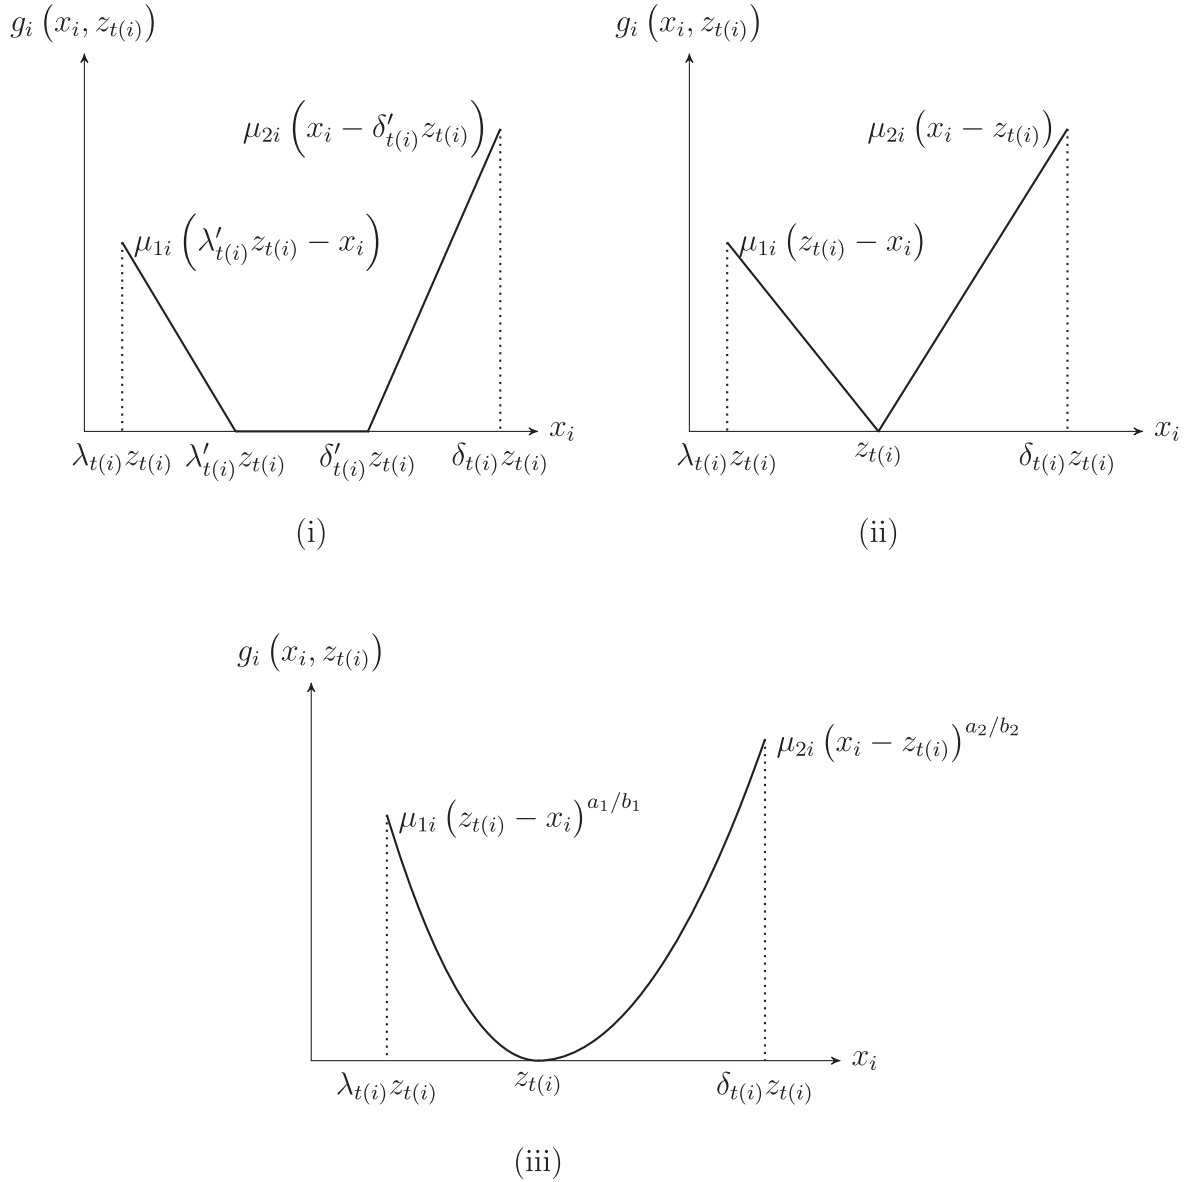 g_i (x_i, z_{t(i)})
μ_{2i} (x_i − δ′_{t(i)} z_{t(i)})
μ_{1i} (λ′_{t(i)} z_{t(i)} − x_i)
x_i
λ_{t(i)} z_{t(i)} λ′_{t(i)} z_{t(i)} δ′_{t(i)} z_{t(i)} δ_{t(i)} z_{t(i)}
(i)
g_i (x_i, z_{t(i)})
μ_{2i} (x_i − z_{t(i)})
μ_{1i} (z_{t(i)} − x_i)
x_i
λ_{t(i)} z_{t(i)} z_{t(i)} δ_{t(i)} z_{t(i)}
(ii)
g_i (x_i, z_{t(i)})
μ_{2i} (x_i − z_{t(i)})^{a_2/b_2}
μ_{1i} (z_{t(i)} − x_i)^{a_1/b_1}
x_i
λ_{t(i)} z_{t(i)} z_{t(i)} δ_{t(i)} z_{t(i)}
(iii)